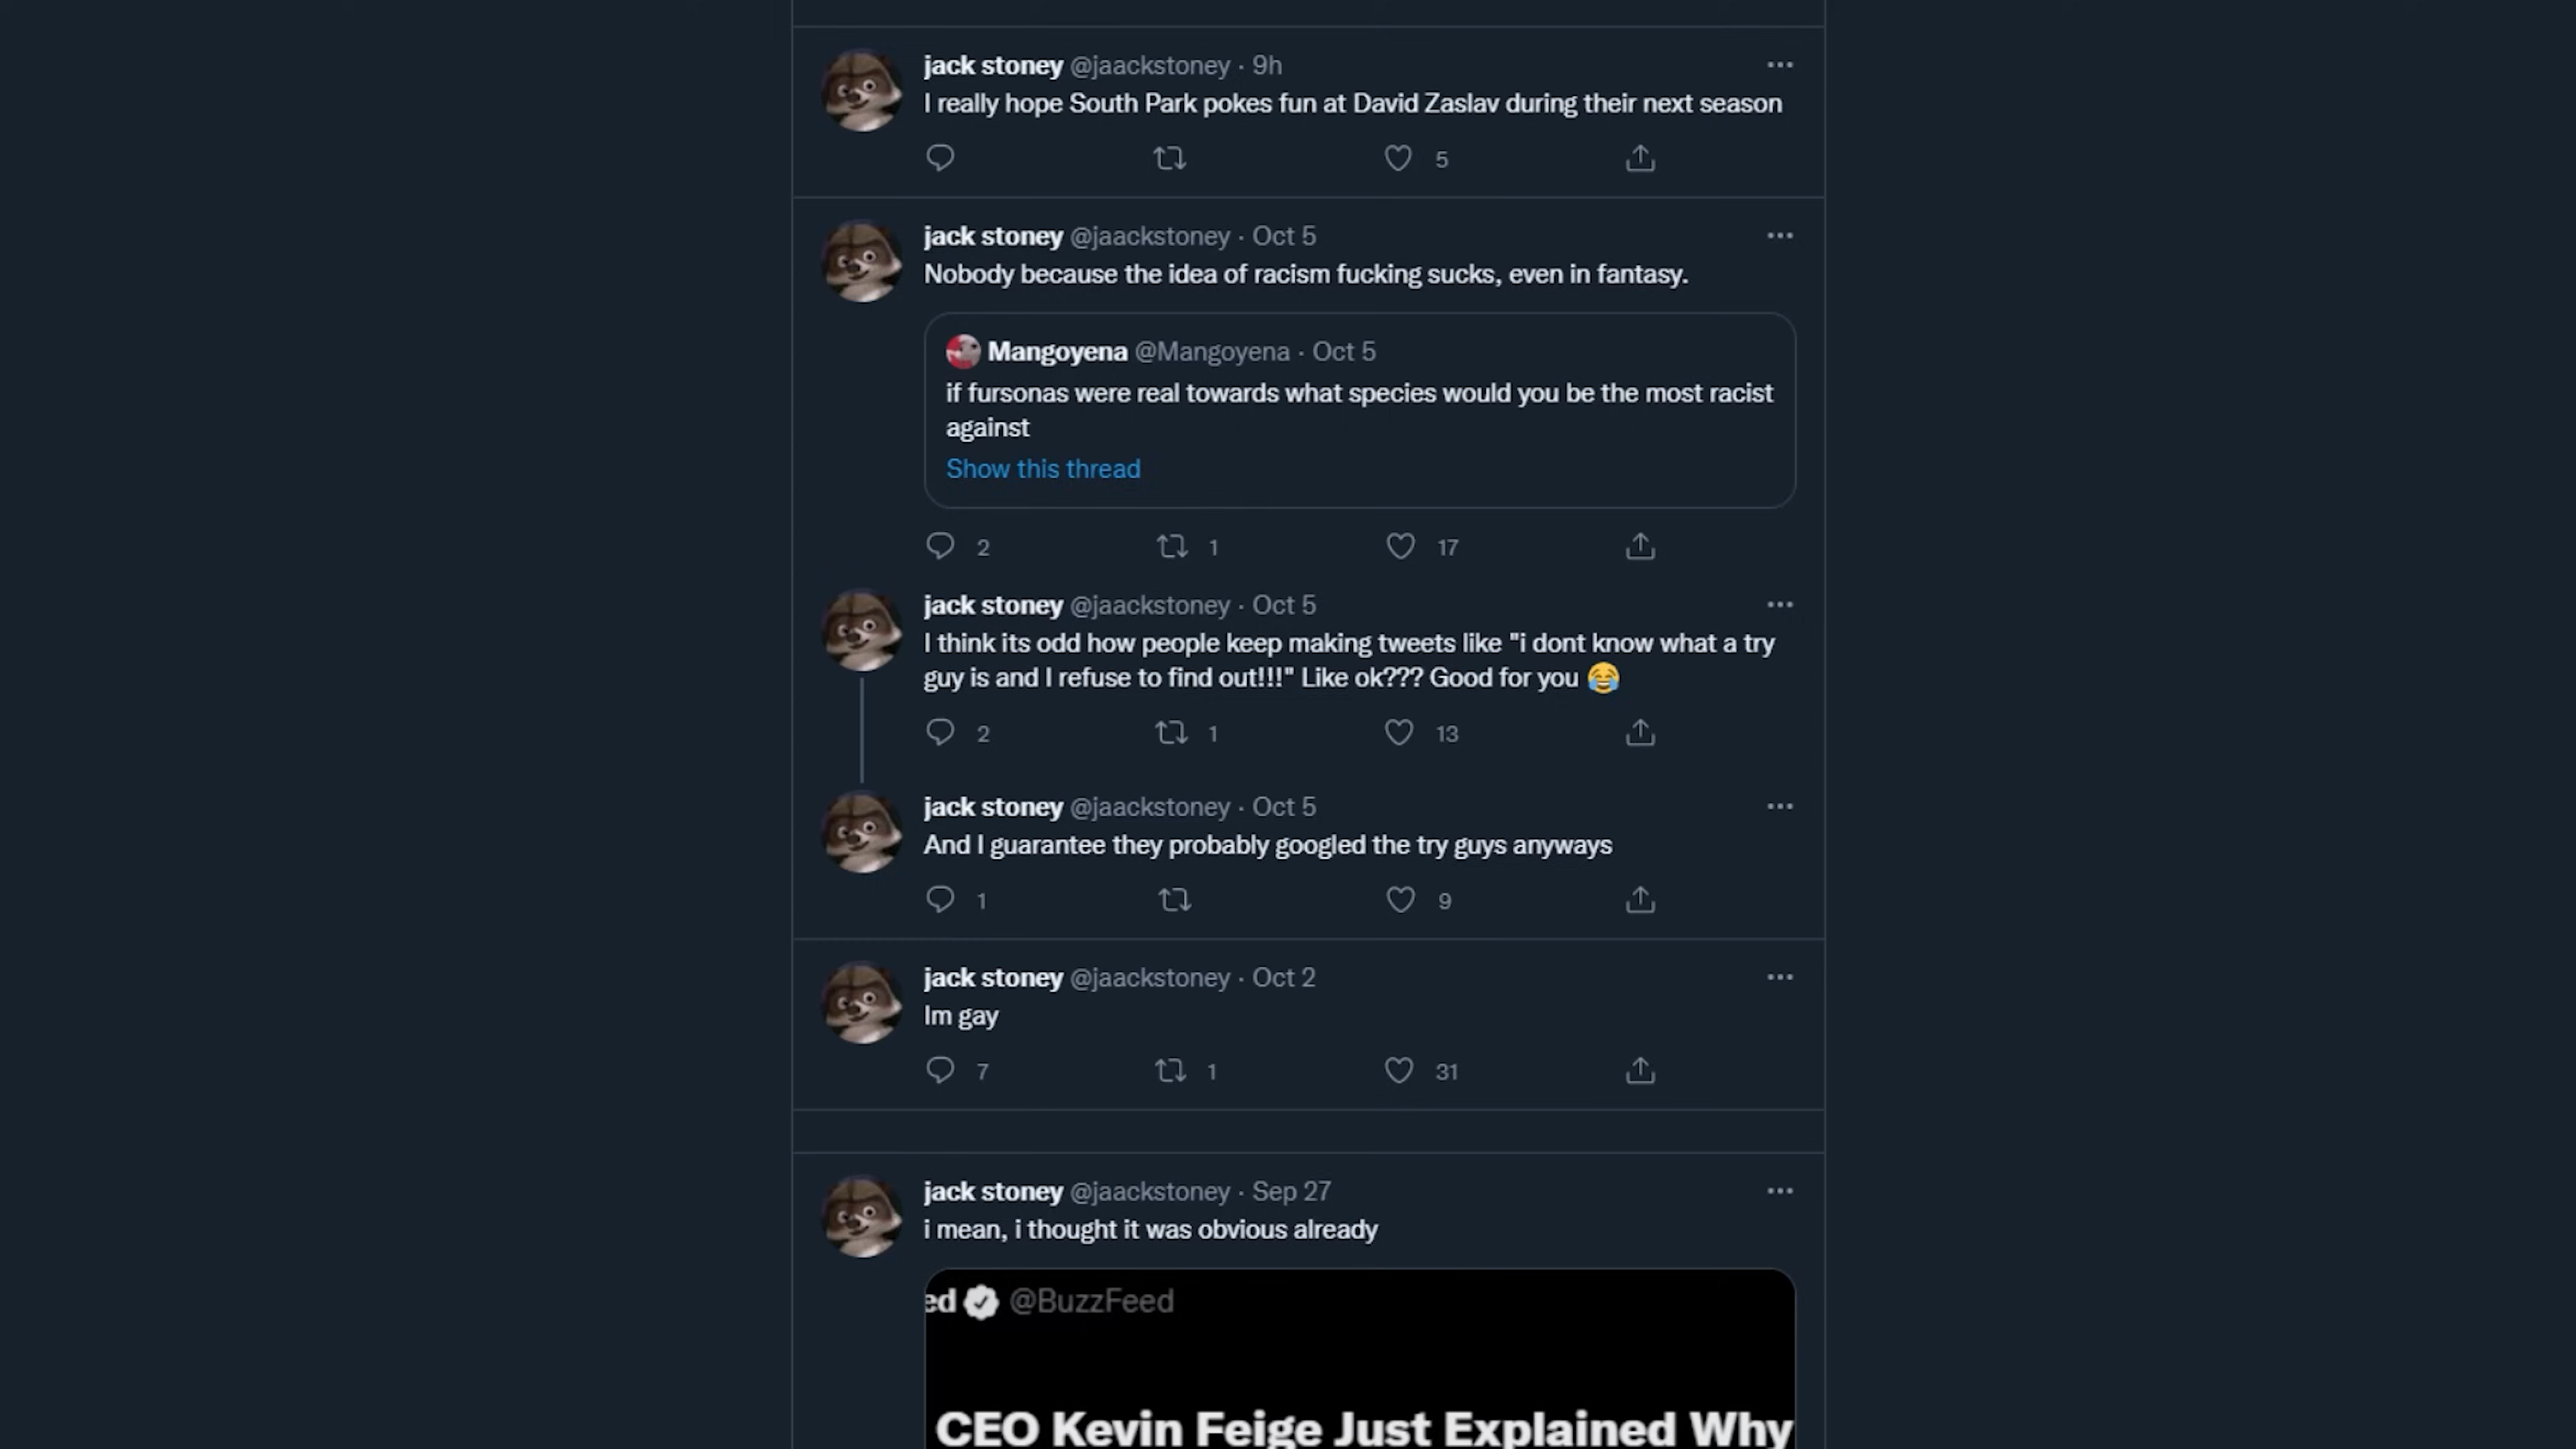 jack stoney @jaackstoney · 9h
I really hope South Park pokes fun at David Zaslav during their next season
5
jack stoney @jaackstoney · Oct 5
Nobody because the idea of racism fucking sucks, even in fantasy.
Mangoyena @Mangoyena · Oct 5
if fursonas were real towards what species would you be the most racist
against
Show this thread
2 1 17
jack stoney @jaackstoney · Oct 5
I think its odd how people keep making tweets like "i dont know what a try
guy is and I refuse to find out!!!" Like ok??? Good for you 😂
2 1 13
jack stoney @jaackstoney · Oct 5
And I guarantee they probably googled the try guys anyways
1 9
jack stoney @jaackstoney · Oct 2
Im gay
7 1 31
jack stoney @jaackstoney · Sep 27
i mean, i thought it was obvious already
ed @BuzzFeed
CEO Kevin Feige Just Explained Why